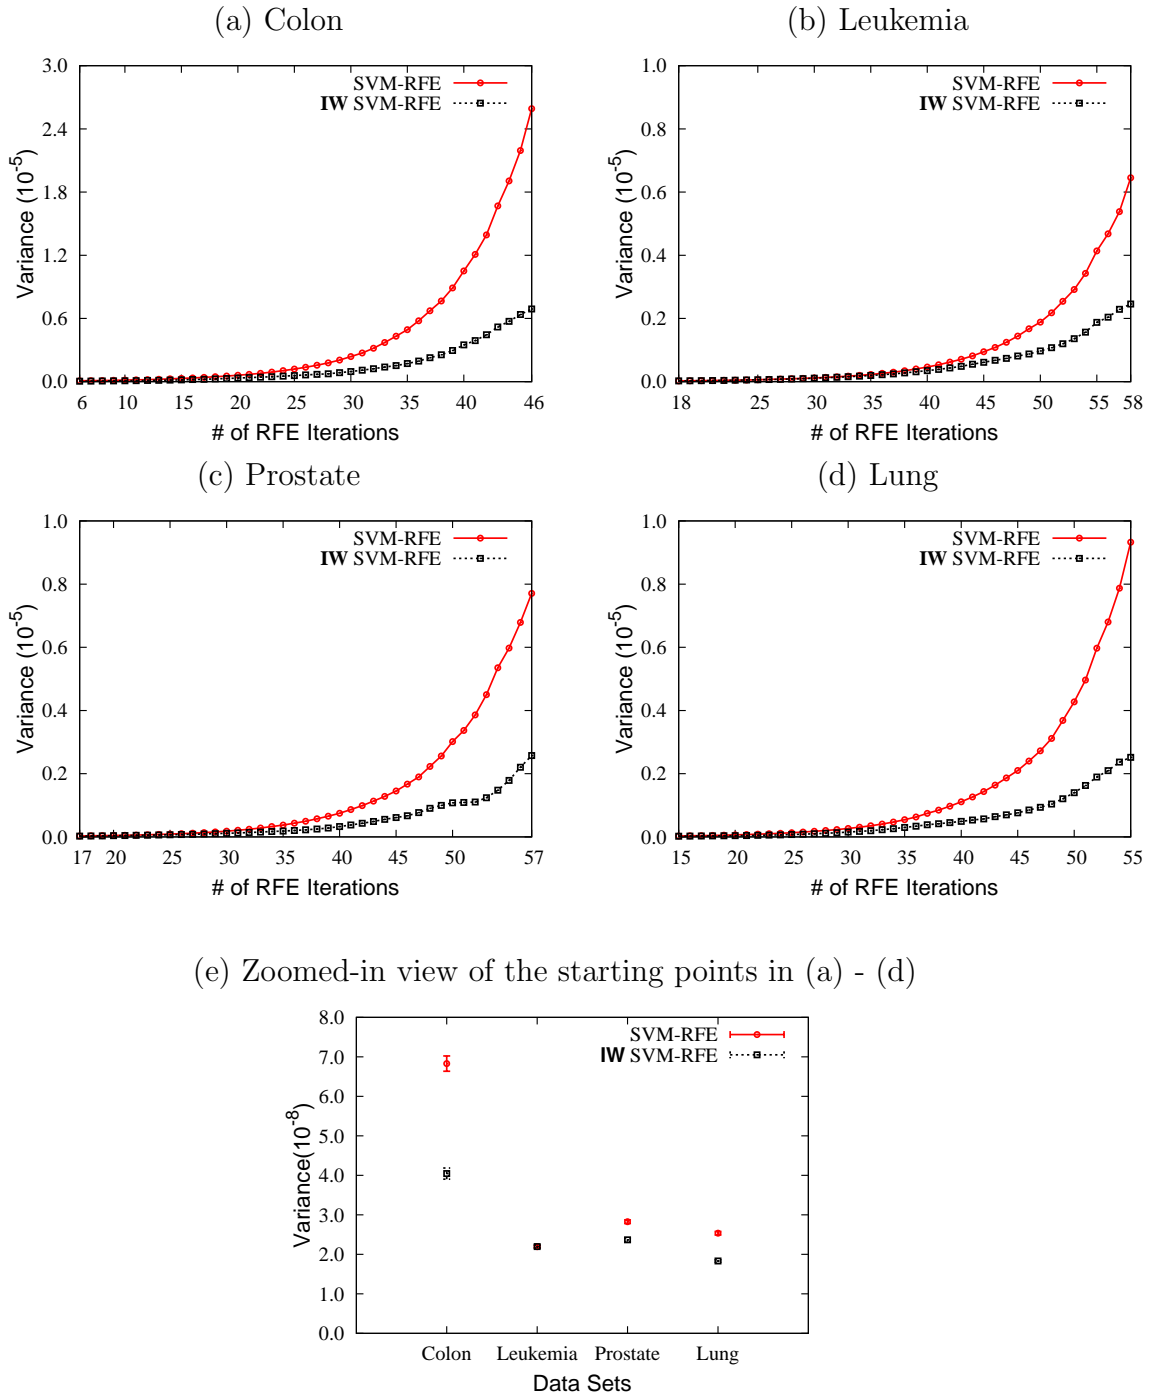 (a) Colon
3.0
2.4
1.8
1.2
0.6
0.0
Variance (10-5)
SVM-RFE
IW SVM-RFE
6 10 15 20 25 30 35 40 46
# of RFE Iterations
(b) Leukemia
1.0
0.8
0.6
0.4
0.2
0.0
Variance (10-5)
SVM-RFE
IW SVM-RFE
18 25 30 35 40 45 50 55 58
# of RFE Iterations
(c) Prostate
1.0
0.8
0.6
0.4
0.2
0.0
Variance (10-5)
SVM-RFE
IW SVM-RFE
17 20 25 30 35 40 45 50 57
# of RFE Iterations
(d) Lung
1.0
0.8
0.6
0.4
0.2
0.0
Variance (10-5)
SVM-RFE
IW SVM-RFE
15 20 25 30 35 40 45 50 55
# of RFE Iterations
(e) Zoomed-in view of the starting points in (a) - (d)
8.0
7.0
6.0
5.0
4.0
3.0
2.0
1.0
0.0
Variance(10-8)
SVM-RFE
IW SVM-RFE
Colon Leukemia Prostate Lung
Data Sets